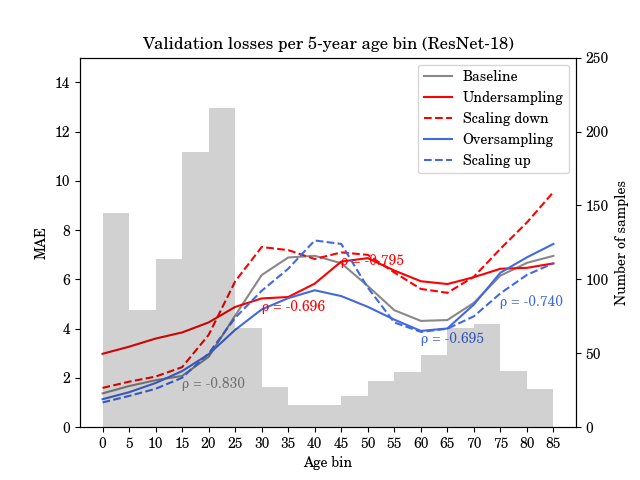 Validation losses per 5-year age bin (ResNet-18)
Baseline
Undersampling
Scaling down
Oversampling
Scaling up
MAE
14
12
10
8
6
4
2
0
250
200
150
100
50
0
Number of samples
ρ = -0.795
ρ = -0.696
ρ = -0.740
ρ = -0.695
ρ = -0.830
0 5 10 15 20 25 30 35 40 45 50 55 60 65 70 75 80 85
Age bin